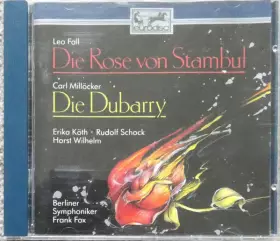 Leo Fall
Die Rose von Stambul
Carl Millöcker
Die Dubarry
Erika Köth · Rudolf Schock
Horst Wilhelm
Berliner
Symphoniker
Frank Fox